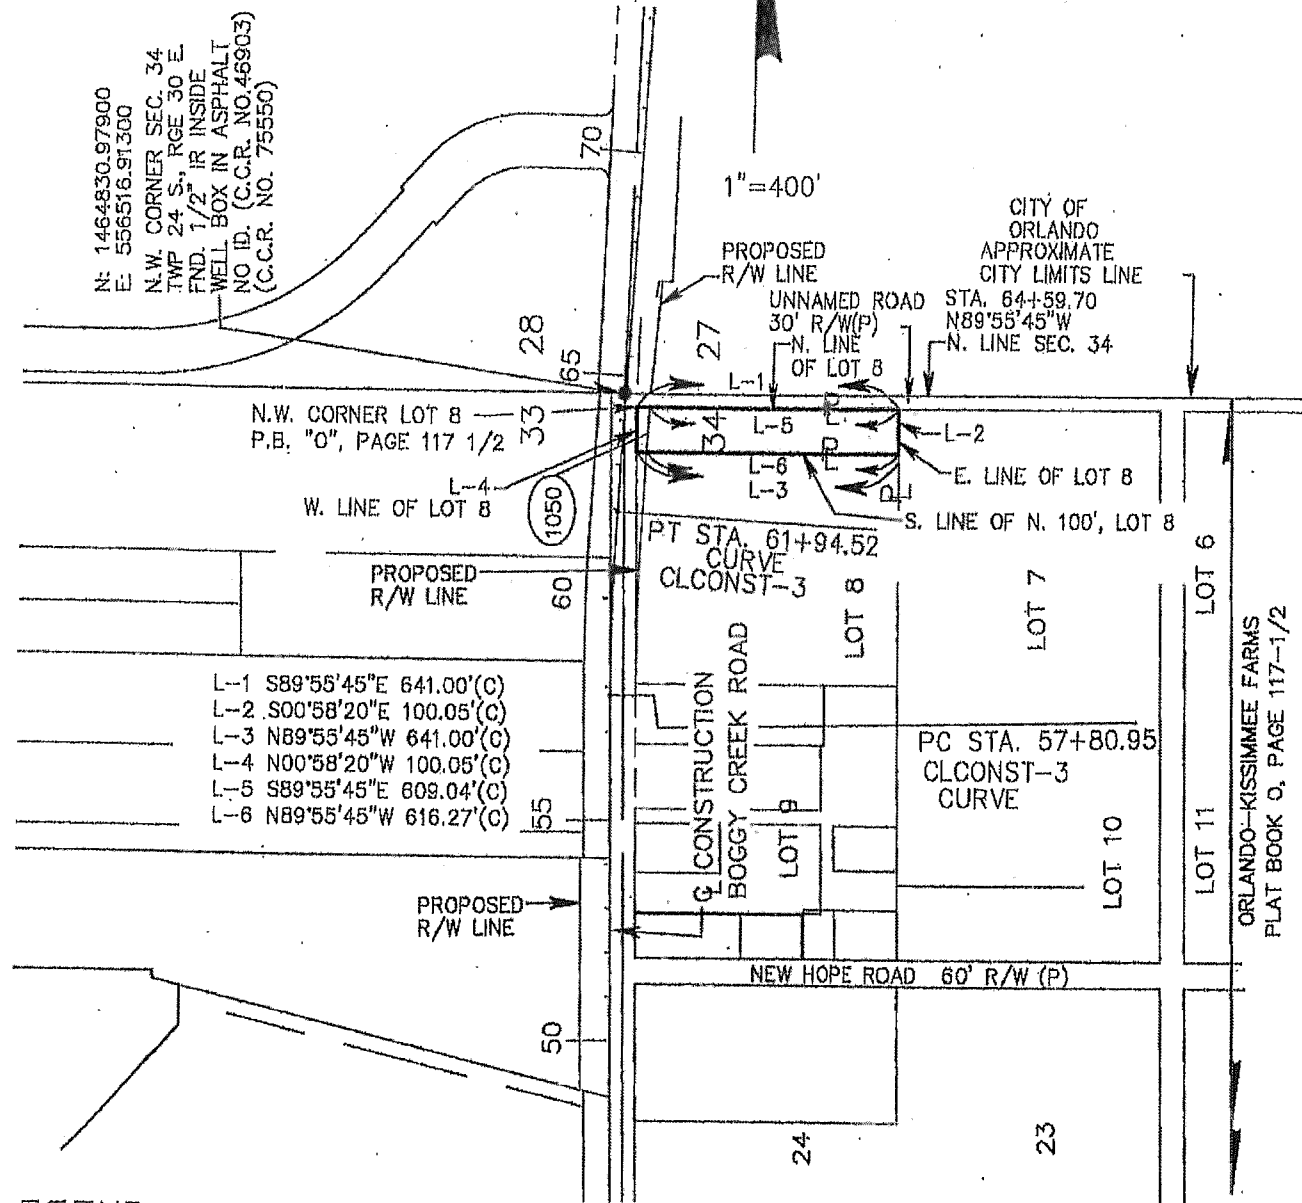 N: 1464830.97900
E: 556516.91300
N.W. CORNER SEC. 34
TWP 24 S., RGE 30 E.
FND. 1/2" IR INSIDE
WELL BOX IN ASPHALT
NO ID. (C.C.R. NO.46903)
(C.C.R. NO. 75550)
70
1"=400'
CITY OF
ORLANDO
APPROXIMATE
CITY LIMITS LINE
PROPOSED
R/W LINE
UNNAMED ROAD
30' R/W(P)
N. LINE
OF LOT 8
STA. 64+59.70
N89°55'45"W
N. LINE SEC. 34
28
27
65
L-1
N.W. CORNER LOT 8
P.B. "O", PAGE 117 1/2
33
34
L-5
L-2
L-6
L-3
L-4
W. LINE OF LOT 8
E. LINE OF LOT 8
S. LINE OF N. 100', LOT 8
1050
PT STA. 61+94.52
CURVE
CLCONST-3
PROPOSED
R/W LINE
60
LOT 8
LOT 7
LOT 6
L-1 S89°55'45"E 641.00'(C)
L-2 S00°58'20"E 100.05'(C)
L-3 N89°55'45"W 641.00'(C)
L-4 N00°58'20"W 100.05'(C)
L-5 S89°55'45"E 609.04'(C)
L-6 N89°55'45"W 616.27'(C)
55
CL CONSTRUCTION
BOGGY CREEK ROAD
PC STA. 57+80.95
CLCONST-3
CURVE
LOT 9
LOT 10
LOT 11
ORLANDO-KISSIMMEE FARMS
PLAT BOOK O, PAGE 117-1/2
PROPOSED
R/W LINE
NEW HOPE ROAD 60' R/W (P)
50
24
23